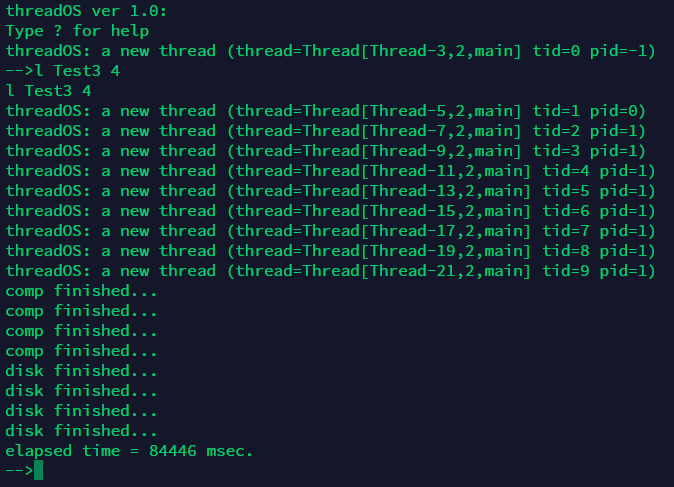 threadOS ver 1.0:
Type ? for help
threadOS: a new thread (thread=Thread[Thread-3,2,main] tid=0 pid=-1)
-->l Test3 4
l Test3 4
threadOS: a new thread (thread=Thread[Thread-5,2,main] tid=1 pid=0)
threadOS: a new thread (thread=Thread[Thread-7,2,main] tid=2 pid=1)
threadOS: a new thread (thread=Thread[Thread-9,2,main] tid=3 pid=1)
threadOS: a new thread (thread=Thread[Thread-11,2,main] tid=4 pid=1)
threadOS: a new thread (thread=Thread[Thread-13,2,main] tid=5 pid=1)
threadOS: a new thread (thread=Thread[Thread-15,2,main] tid=6 pid=1)
threadOS: a new thread (thread=Thread[Thread-17,2,main] tid=7 pid=1)
threadOS: a new thread (thread=Thread[Thread-19,2,main] tid=8 pid=1)
threadOS: a new thread (thread=Thread[Thread-21,2,main] tid=9 pid=1)
comp finished...
comp finished...
comp finished...
comp finished...
disk finished...
disk finished...
disk finished...
disk finished...
elapsed time = 84446 msec.
-->